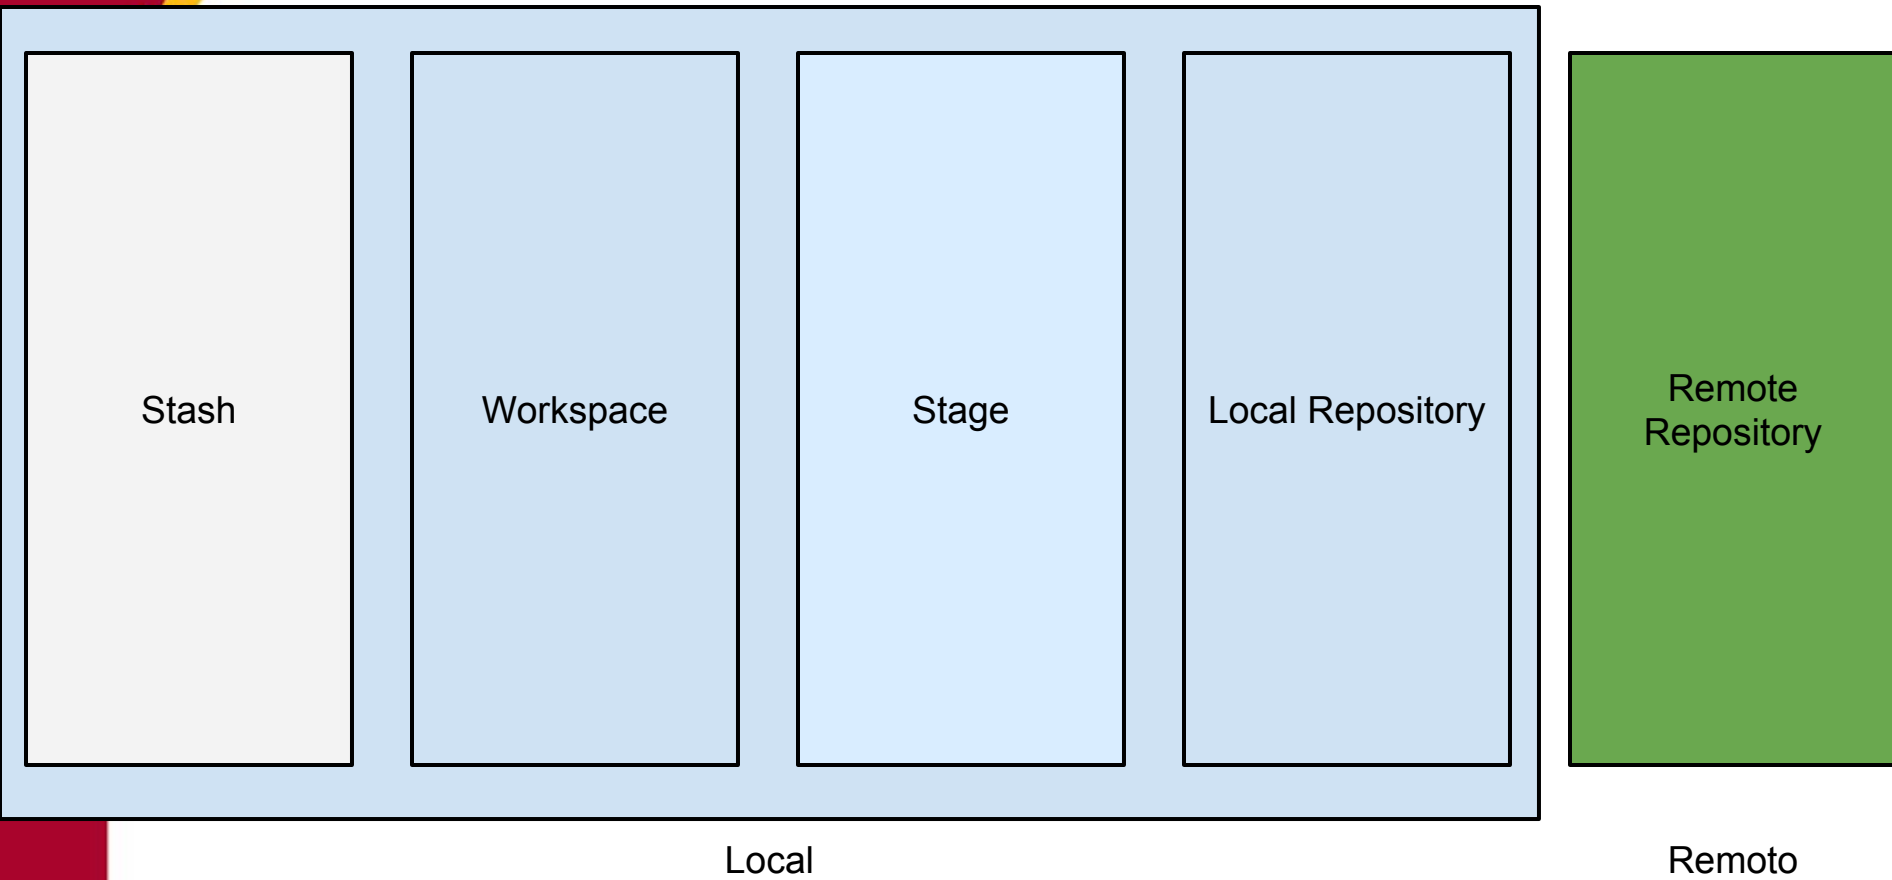 Stash
Workspace
Stage
Local Repository
Remote
Repository
Local
Remoto